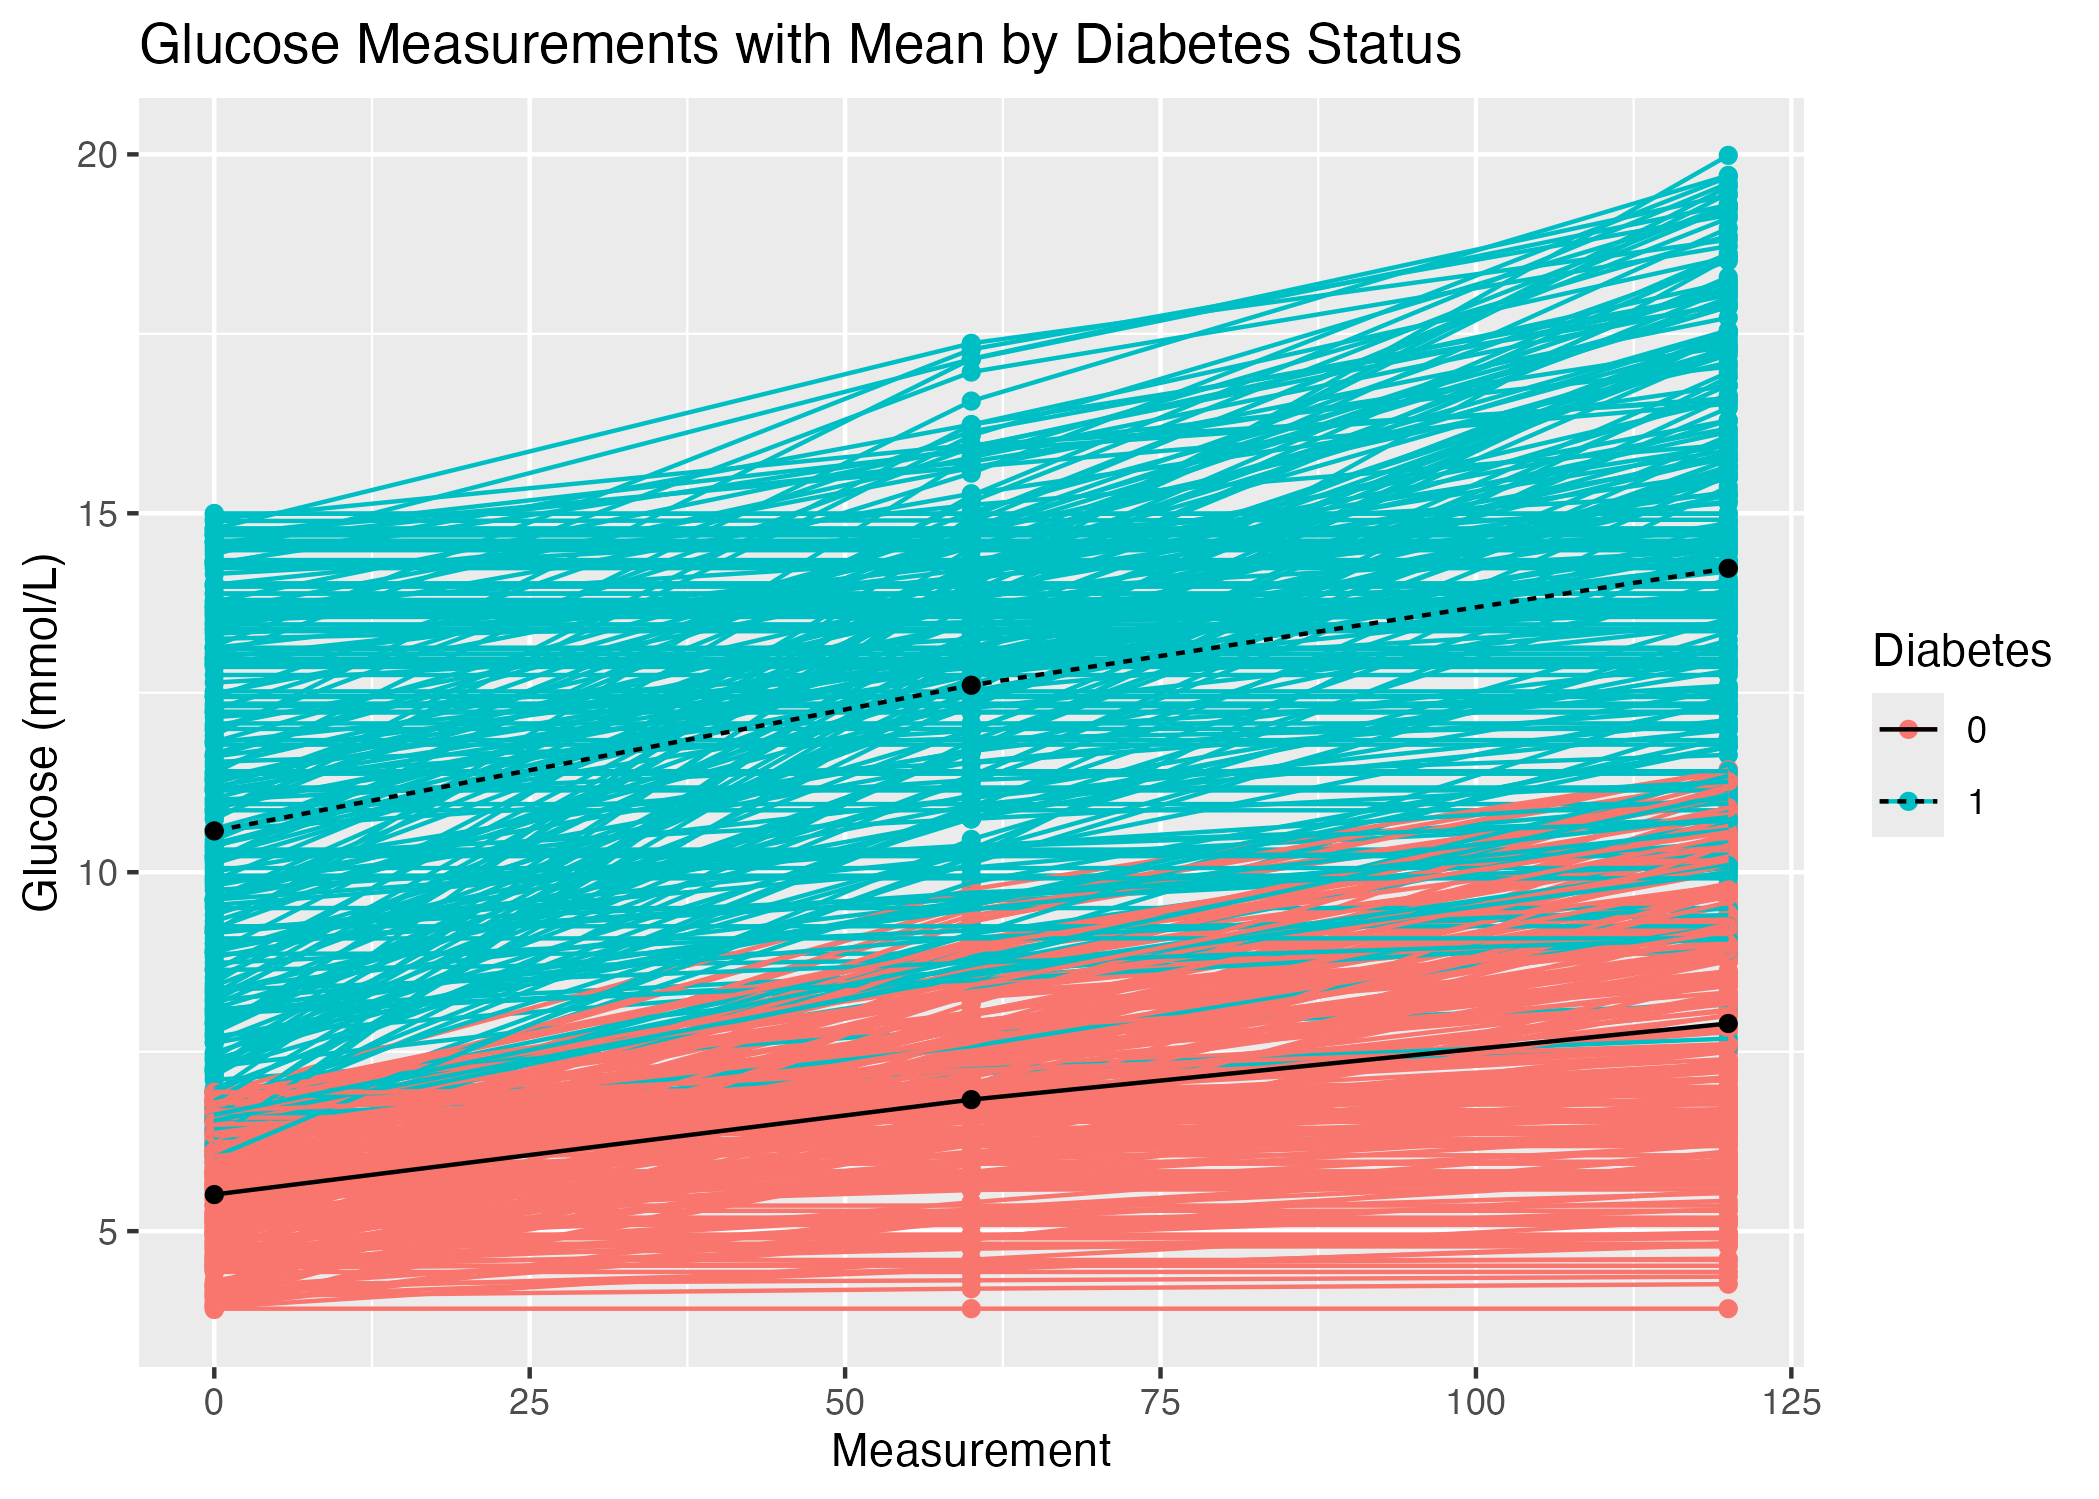 Glucose Measurements with Mean by Diabetes Status
20
15
10
5
Glucose (mmol/L)
0 25 50 75 100 125
Measurement
Diabetes
0
1